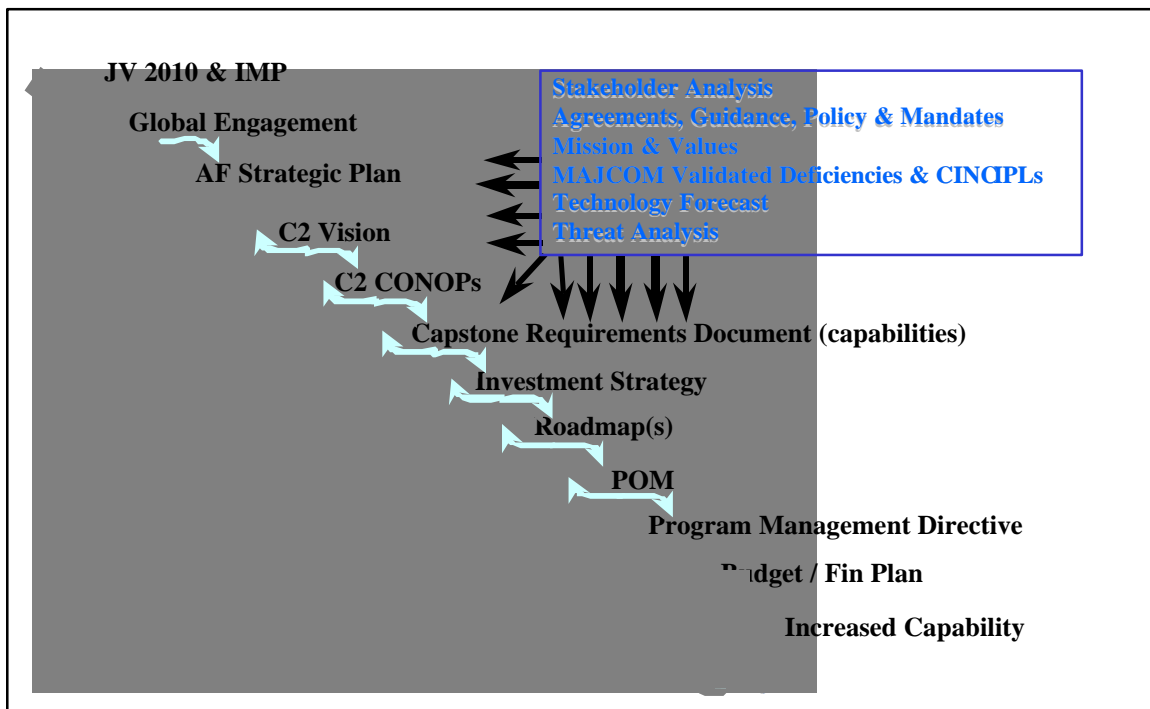 JV 2010 & IMP
Global Engagement
AF Strategic Plan
Stakeholder Analysis
Agreements, Guidance, Policy & Mandates
Mission & Values
MAJCOM Validated Deficiencies & CINCIPLs
Technology Forecast
Threat Analysis
C2 Vision
C2 CONOPs
Capstone Requirements Document (capabilities)
Investment Strategy
Roadmap(s)
POM
Program Management Directive
Budget / Fin Plan
Increased Capability